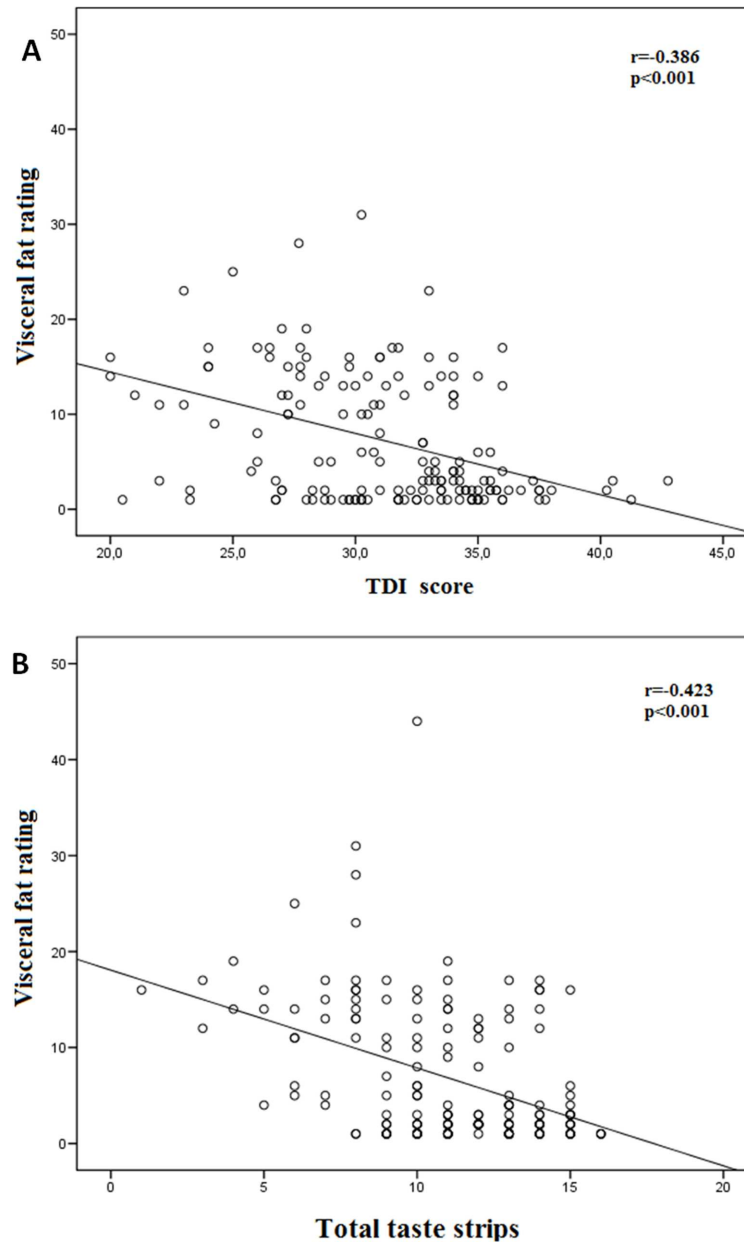 A
r=-0.386
p<0.001
Visceral fat rating
50
40
30
20
10
0
20,0 25,0 30,0 35,0 40,0 45,0
TDI score
B
r=-0.423
p<0.001
Visceral fat rating
50
40
30
20
10
0
0 5 10 15 20
Total taste strips